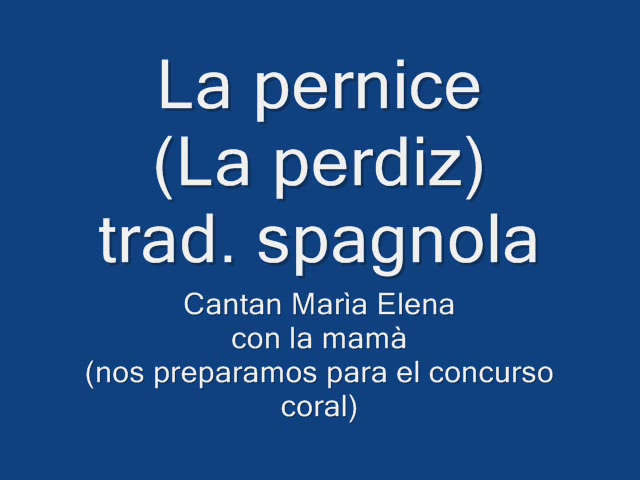 La pernice
(La perdiz)
trad. spagnola
Cantan Marìa Elena
con la mamà
(nos preparamos para el concurso
coral)